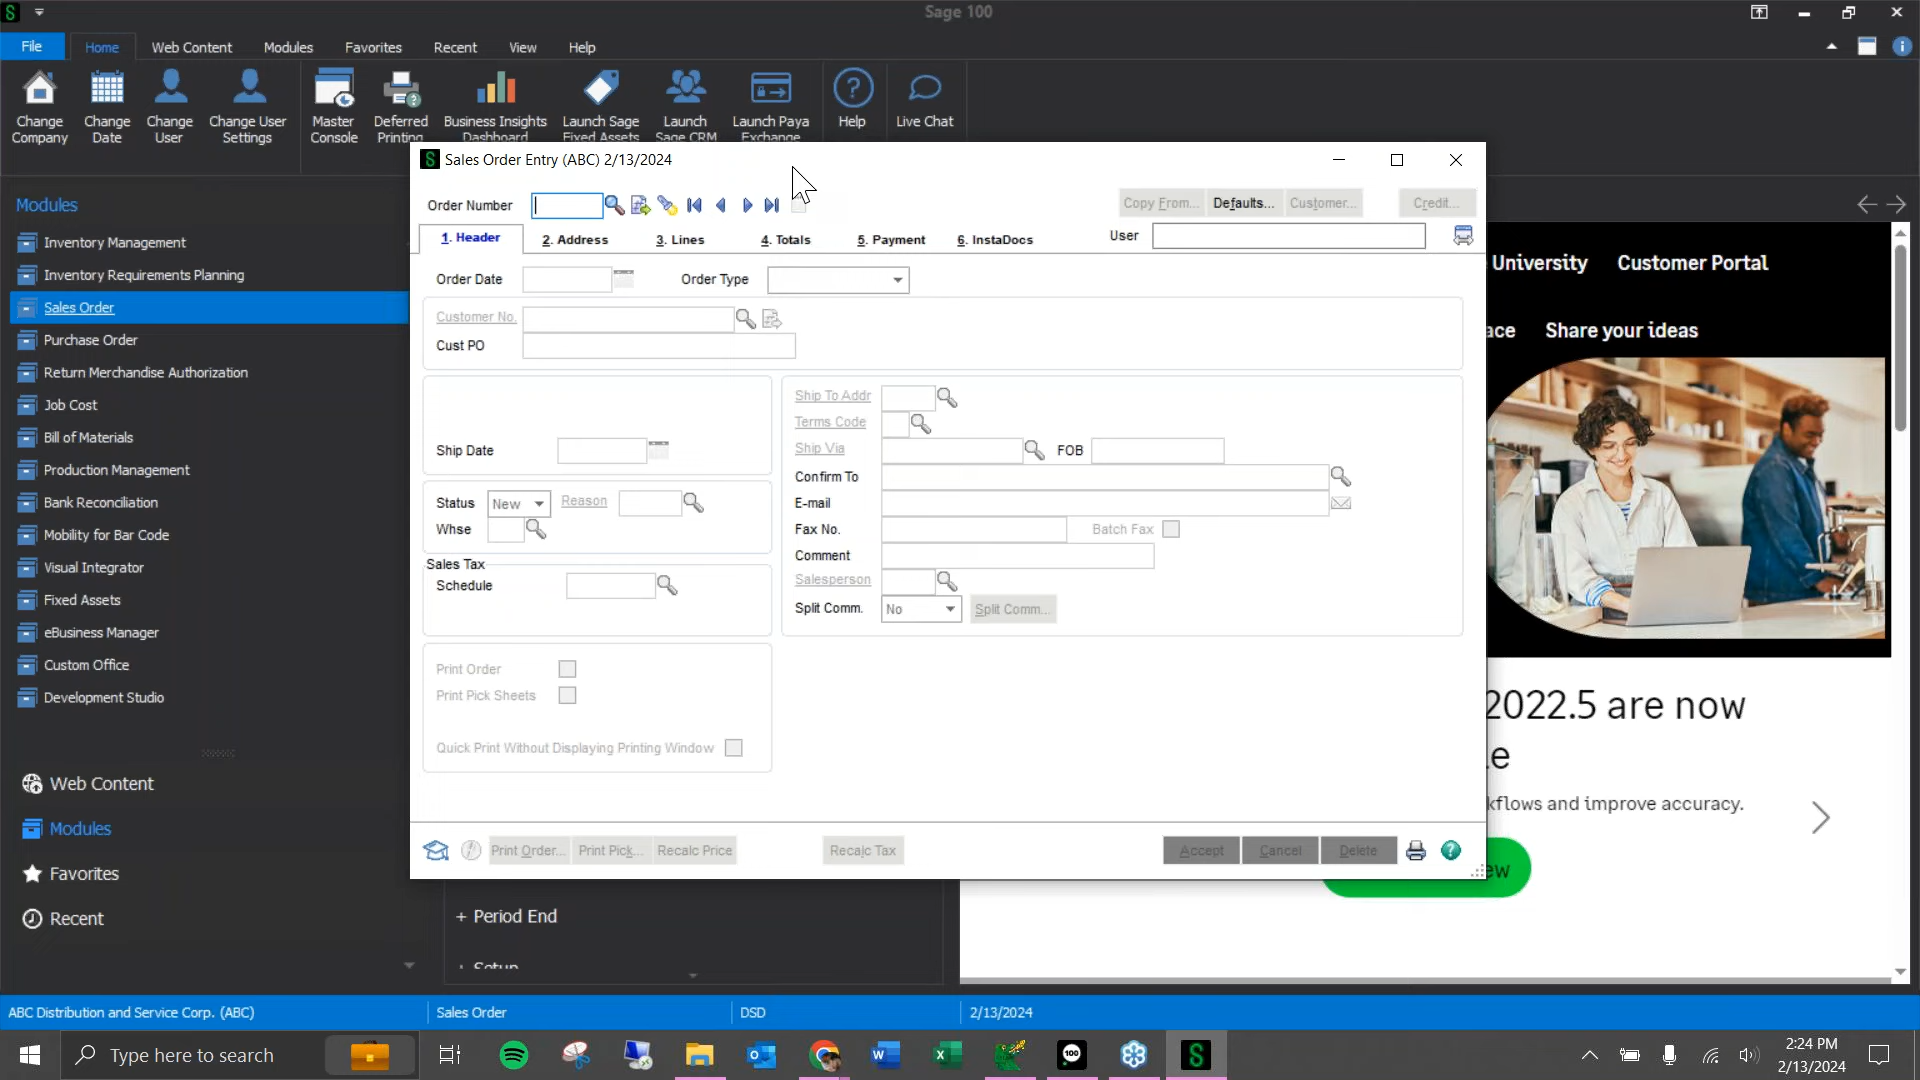 Sage 100
File
Home
Web Content
Modules
Favorites
Recent
View
Help
Change
Company
Change
Date
Change
User
Change User
Settings
Master
Console
Deferred
Printing
Business Insights
Dashboard
Launch Sage
Fixed Assets
Launch
Sage CRM
Launch Paya
Exchange
Help
Live Chat
Modules
Inventory Management
Inventory Requirements Planning
Sales Order
Purchase Order
Return Merchandise Authorization
Job Cost
Bill of Materials
Production Management
Bank Reconciliation
Mobility for Bar Code
Visual Integrator
Fixed Assets
eBusiness Manager
Custom Office
Development Studio
Web Content
Modules
Favorites
Recent
Sales Order Entry (ABC) 2/13/2024
Order Number
Copy From...
Defaults...
Customer...
Credit...
1. Header
2. Address
3. Lines
4. Totals
5. Payment
6. InstaDocs
User
Order Date
Order Type
Customer No.
Cust PO
Ship Date
Status
New
Reason
Whse
Sales Tax
Schedule
Print Order
Print Pick Sheets
Quick Print Without Displaying Printing Window
Ship To Addr
Terms Code
Ship Via
FOB
Confirm To
E-mail
Fax No.
Batch Fax
Comment
Salesperson
Split Comm.
No
Split Comm...
Print Order...
Print Pick...
Recalc Price
Recalc Tax
Accept
Cancel
Delete
+ Period End
+ Setup
University
Customer Portal
ace
Share your ideas
2022.5 are now
le
kflows and improve accuracy.
ew
ABC Distribution and Service Corp. (ABC)
Sales Order
DSD
2/13/2024
Type here to search
100
2:24 PM
2/13/2024